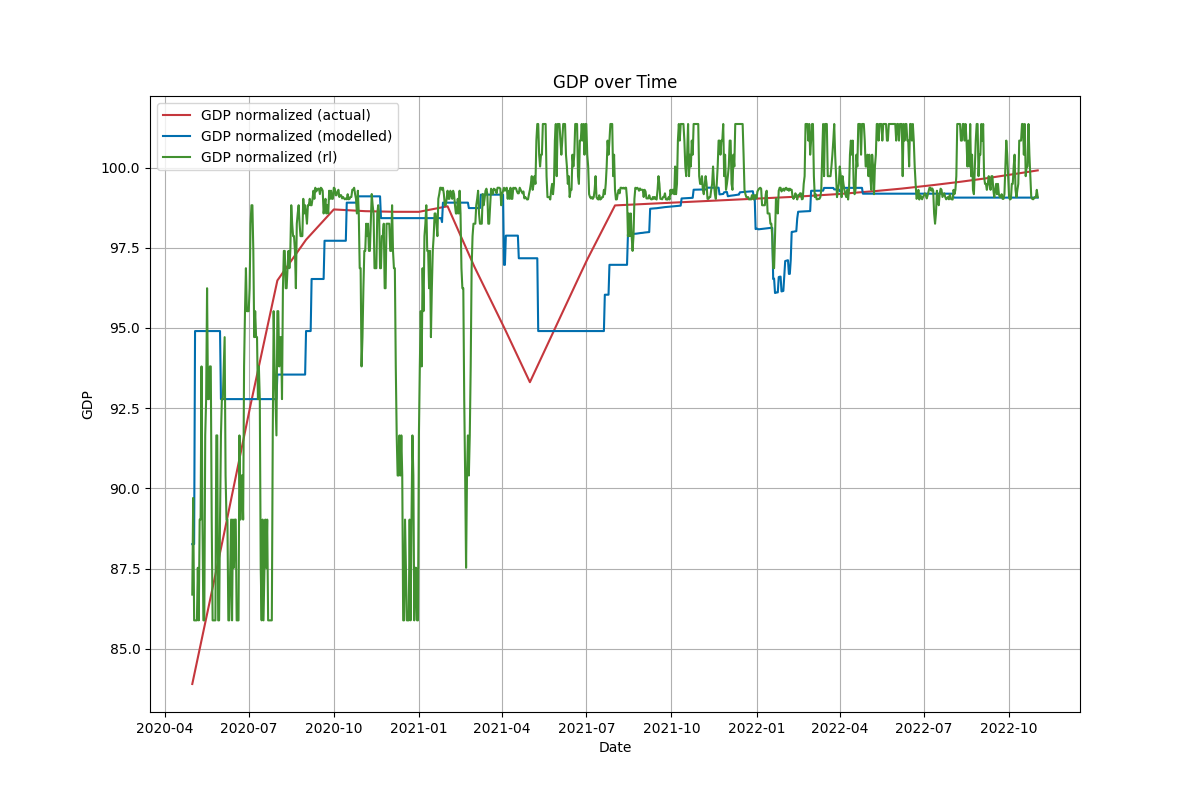 GDP over Time
GDP normalized (actual)
GDP normalized (modelled)
GDP normalized (rl)
100.0
97.5
95.0
92.5
90.0
87.5
85.0
GDP
2020-04 2020-07 2020-10 2021-01 2021-04 2021-07 2021-10 2022-01 2022-04 2022-07 2022-10
Date